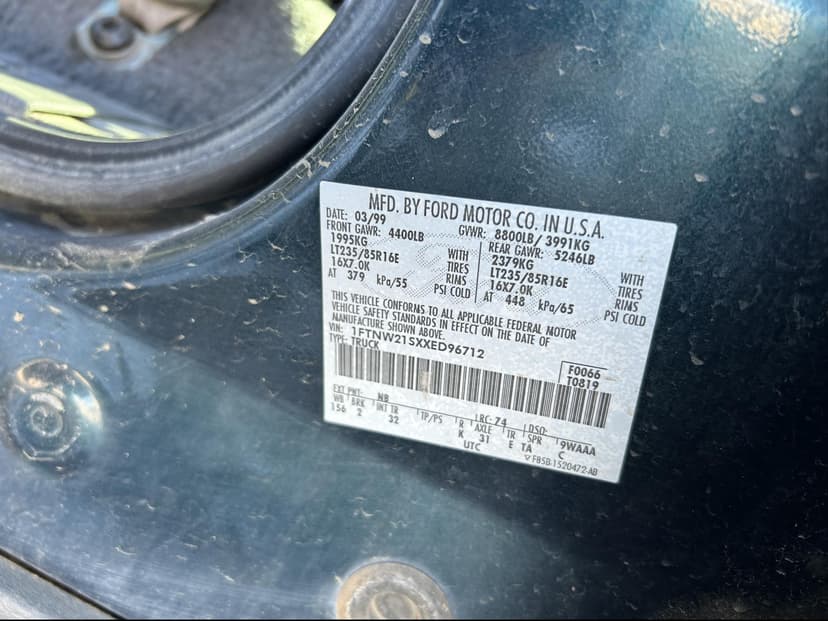 MFD. BY FORD MOTOR CO. IN U.S.A.
DATE: 03/99 GVWR: 8800LB/ 3991KG
FRONT GAWR: 4400LB REAR GAWR: 5246LB
1995KG WITH 2379KG WITH
LT235/85R16E TIRES LT235/85R16E TIRES
16X7.0K RIMS 16X7.0K RIMS
AT 379 kPa/55 PSI COLD AT 448 kPa/65 PSI COLD
THIS VEHICLE CONFORMS TO ALL APPLICABLE FEDERAL MOTOR
VEHICLE SAFETY STANDARDS IN EFFECT ON THE DATE OF
MANUFACTURE SHOWN ABOVE.
VIN: 1FTNW21SXXED96712
TYPE: TRUCK
F0066
T0819
EXT PNT: NB LRC: 74 DSO:
WB BRK INT TR TP/PS R AXLE TR SPR 9WAAA
156 2 32 K 31 E TA C
UTC
▽ F85B-1520472-AB